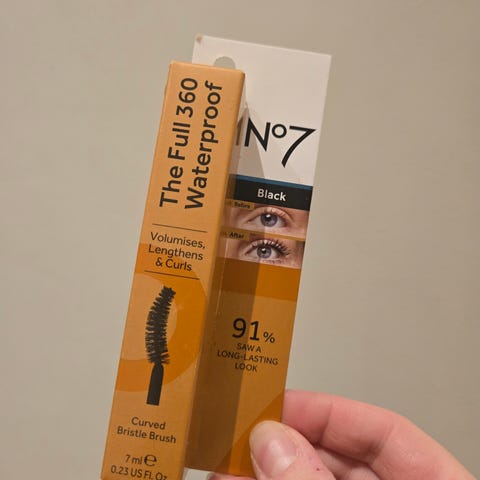 The Full 360
Waterproof
Volumises,
Lengthens
& Curls
Curved
Bristle Brush
7 ml e
0.23 US Fl. Oz
No7
Black
Before
After
91%
SAW A
LONG-LASTING
LOOK